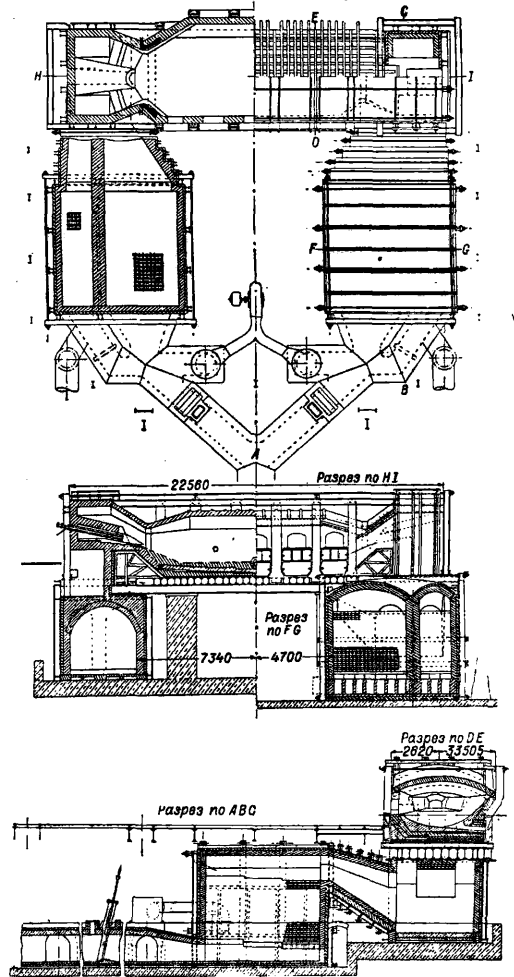 E
C
H
I
D
I
I
I
I
I
I
F
G
I
I
I
B
I
I
I
A
22560
Разрез по HI
Разрез
по FG
7340
4700
Разрез по DE
2620
33505
Разрез по ABC